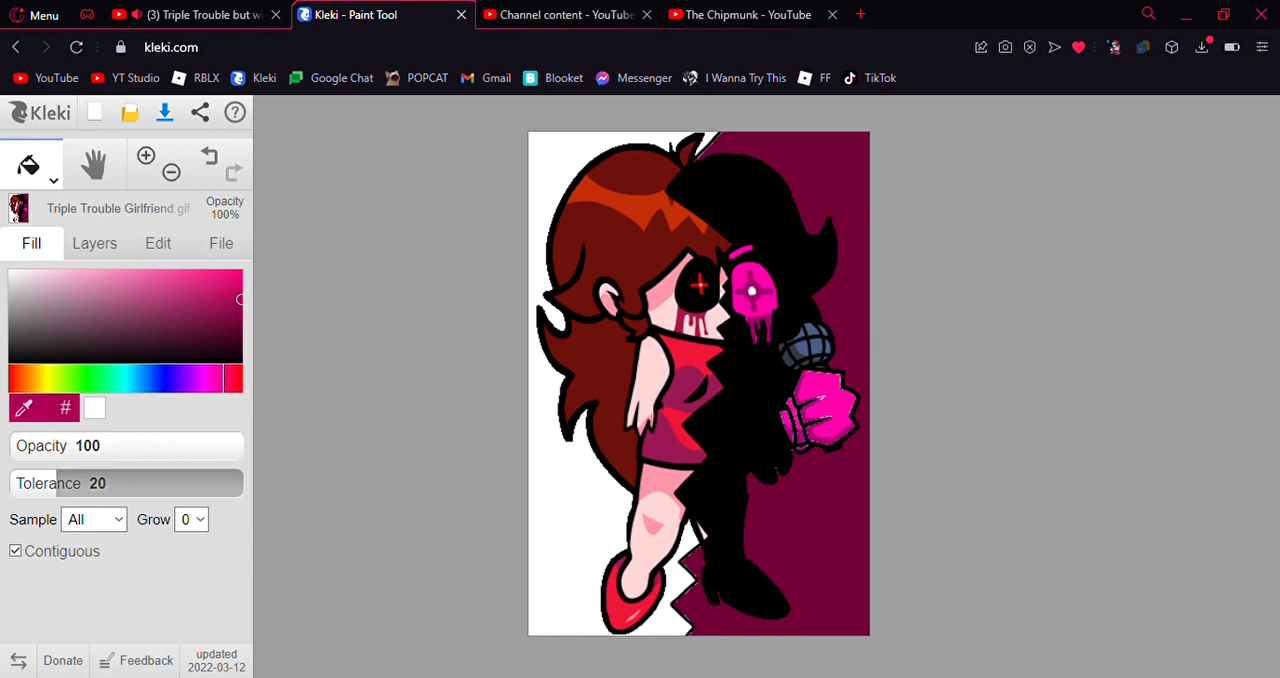 Menu (3) Triple Trouble but wi Kleki - Paint Tool Channel content - YouTube The Chipmunk - YouTube
kleki.com
YouTube YT Studio RBLX Kleki Google Chat POPCAT Gmail Blooket Messenger I Wanna Try This FF TikTok
Kleki
Triple Trouble Girlfriend.gif Opacity
100%
Fill Layers Edit File
#
Opacity 100
Tolerance 20
Sample All Grow 0
Contiguous
Donate Feedback updated
2022-03-12